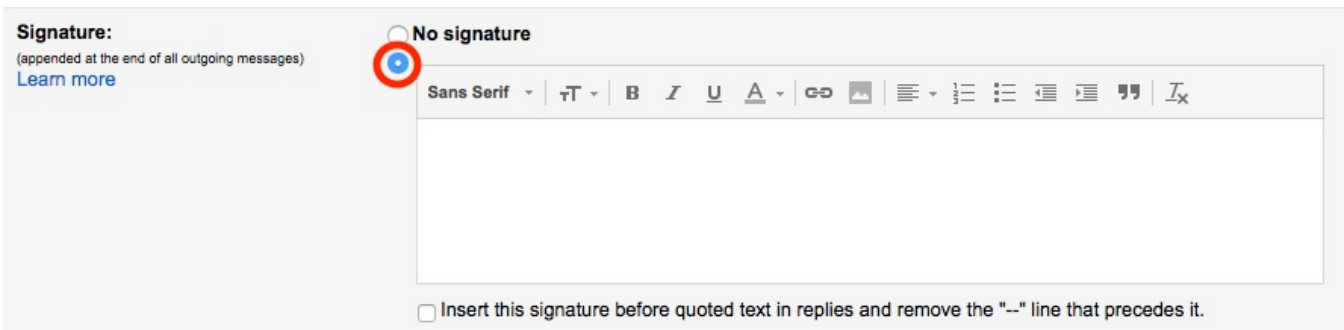 Signature:
(appended at the end of all outgoing messages)
Learn more
No signature
Sans Serif
Insert this signature before quoted text in replies and remove the "--" line that precedes it.